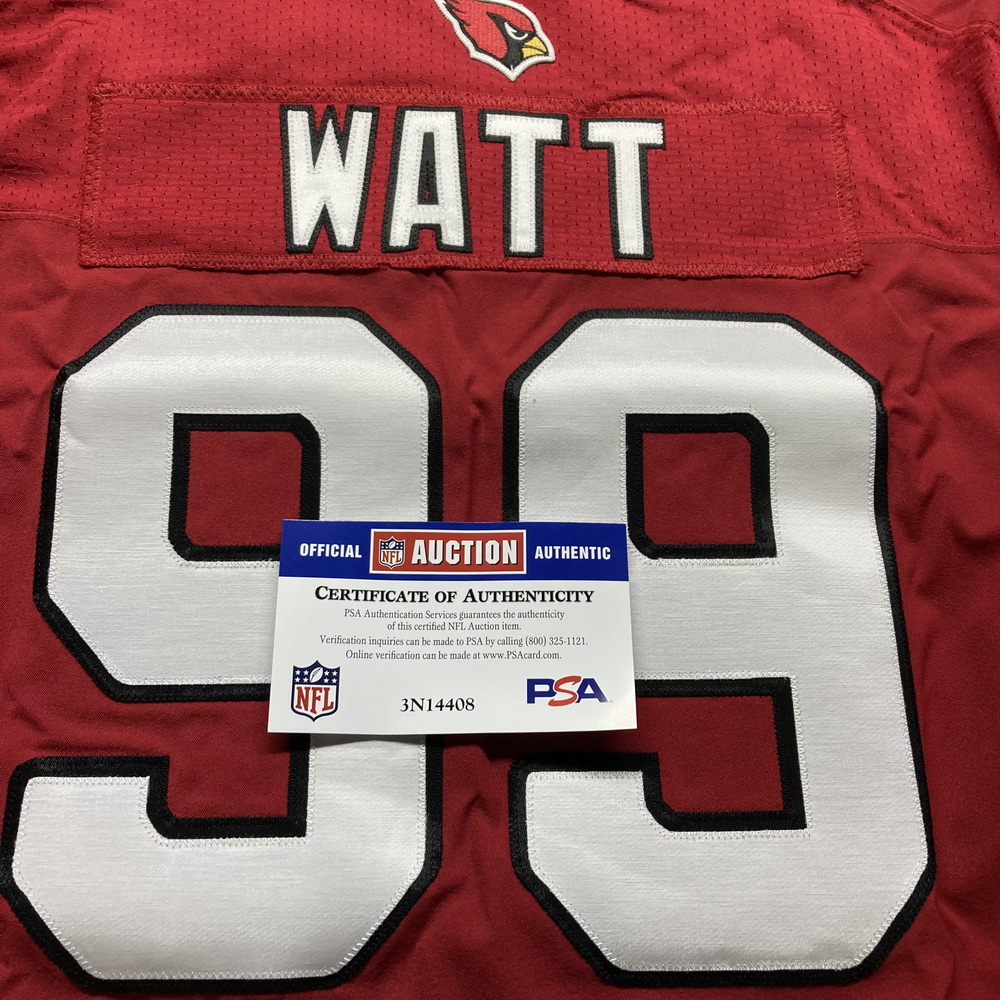 WATT
99
OFFICIAL NFL AUCTION AUTHENTIC
CERTIFICATE OF AUTHENTICITY
PSA Authentication Services guarantees the authenticity
of this certified NFL Auction item.
Verification inquiries can be made to PSA by calling (800) 325-1121.
Online verification can be made at www.PSAcard.com.
NFL
3N14408
PSA